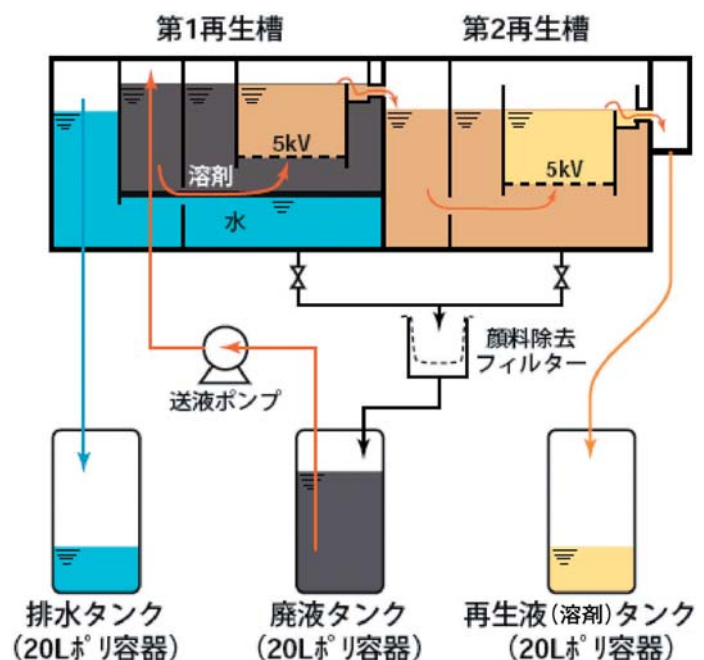 第1再生槽
第2再生槽
5kV
溶剤
水
5kV
顔料除去
フィルター
送液ポンプ
排水タンク
(20Lﾎﾟﾘ容器)
廃液タンク
(20Lﾎﾟﾘ容器)
再生液(溶剤)タンク
(20Lﾎﾟﾘ容器)